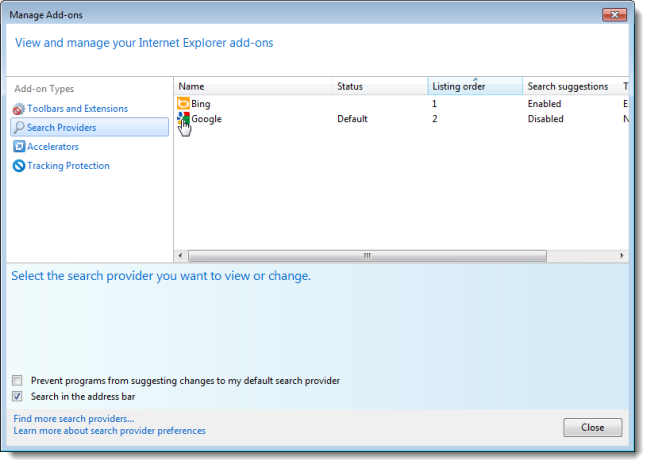 Manage Add-ons
View and manage your Internet Explorer add-ons
Add-on Types
Toolbars and Extensions
Search Providers
Accelerators
Tracking Protection
Name Status Listing order Search suggestions T
Bing 1 Enabled E
Google Default 2 Disabled N
Select the search provider you want to view or change.
Prevent programs from suggesting changes to my default search provider
Search in the address bar
Find more search providers...
Learn more about search provider preferences
Close